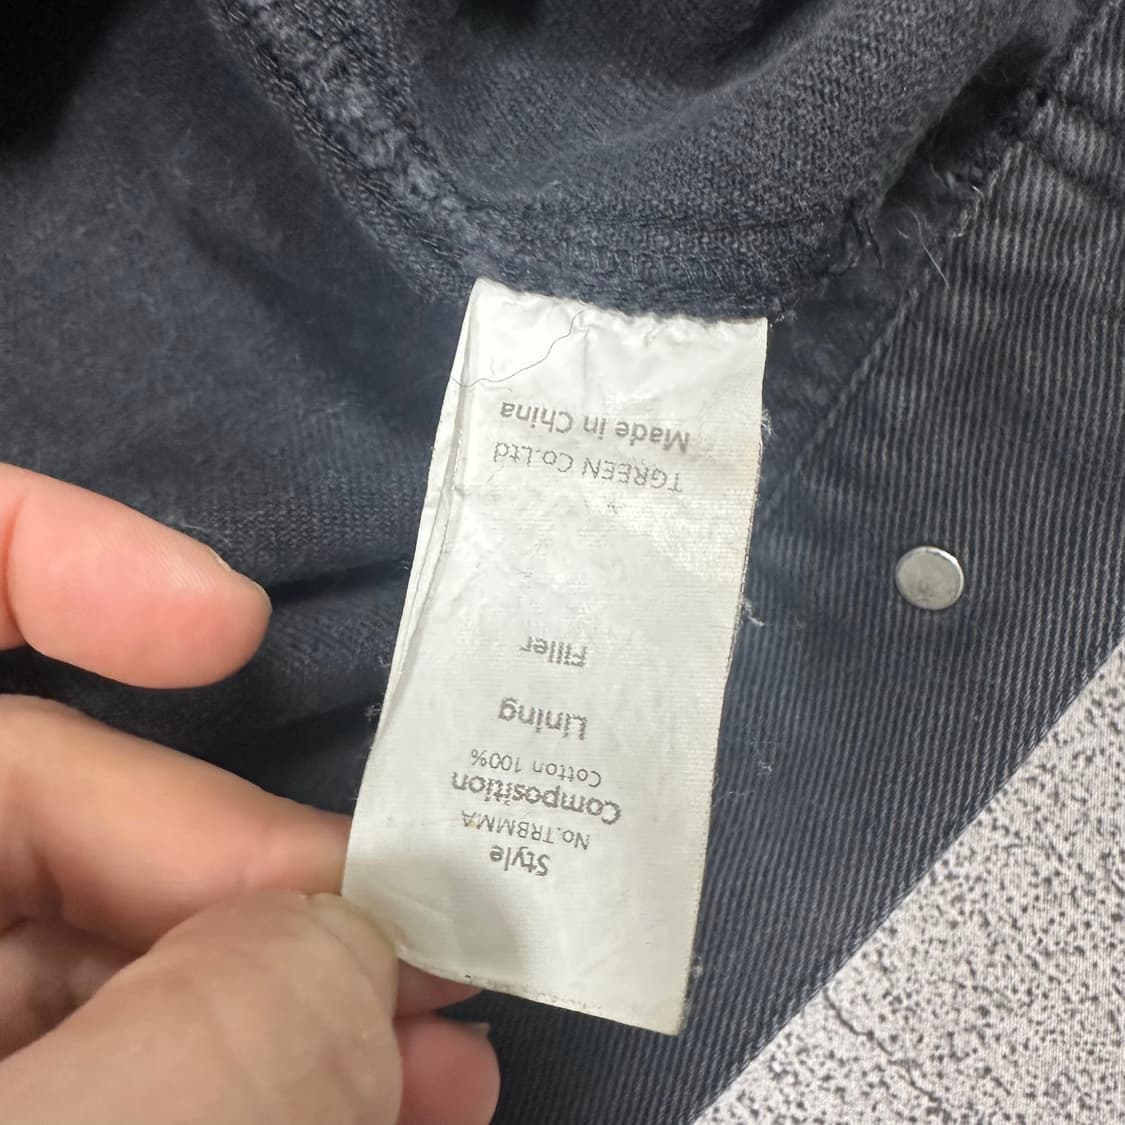 Style
No.TRBMMA
Composition
Cotton 100%
Lining
Filler
TGREEN Co.Ltd
Made in China